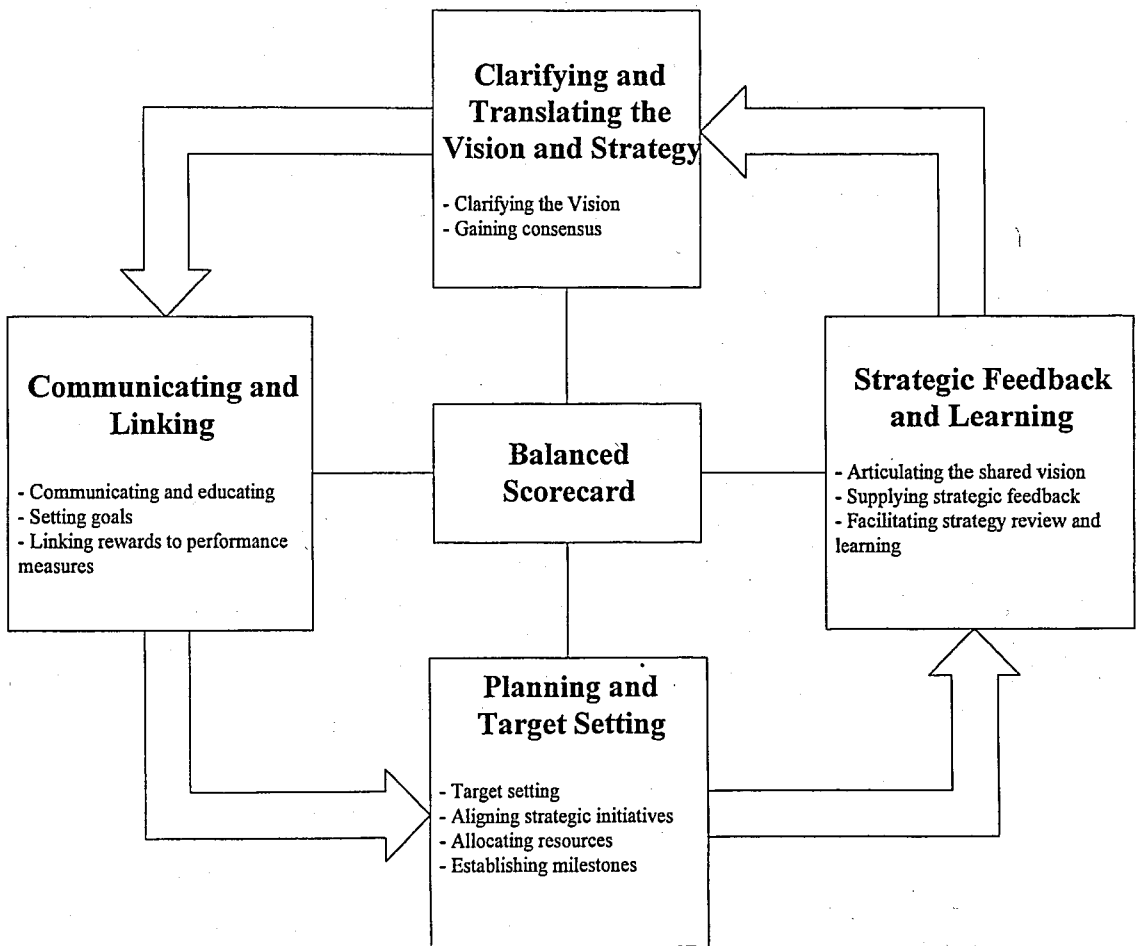 Clarifying and
Translating the
Vision and Strategy
- Clarifying the Vision
- Gaining consensus
Communicating and
Linking
- Communicating and educating
- Setting goals
- Linking rewards to performance
measures
Balanced
Scorecard
Strategic Feedback
and Learning
- Articulating the shared vision
- Supplying strategic feedback
- Facilitating strategy review and
learning
Planning and
Target Setting
- Target setting
- Aligning strategic initiatives
- Allocating resources
- Establishing milestones